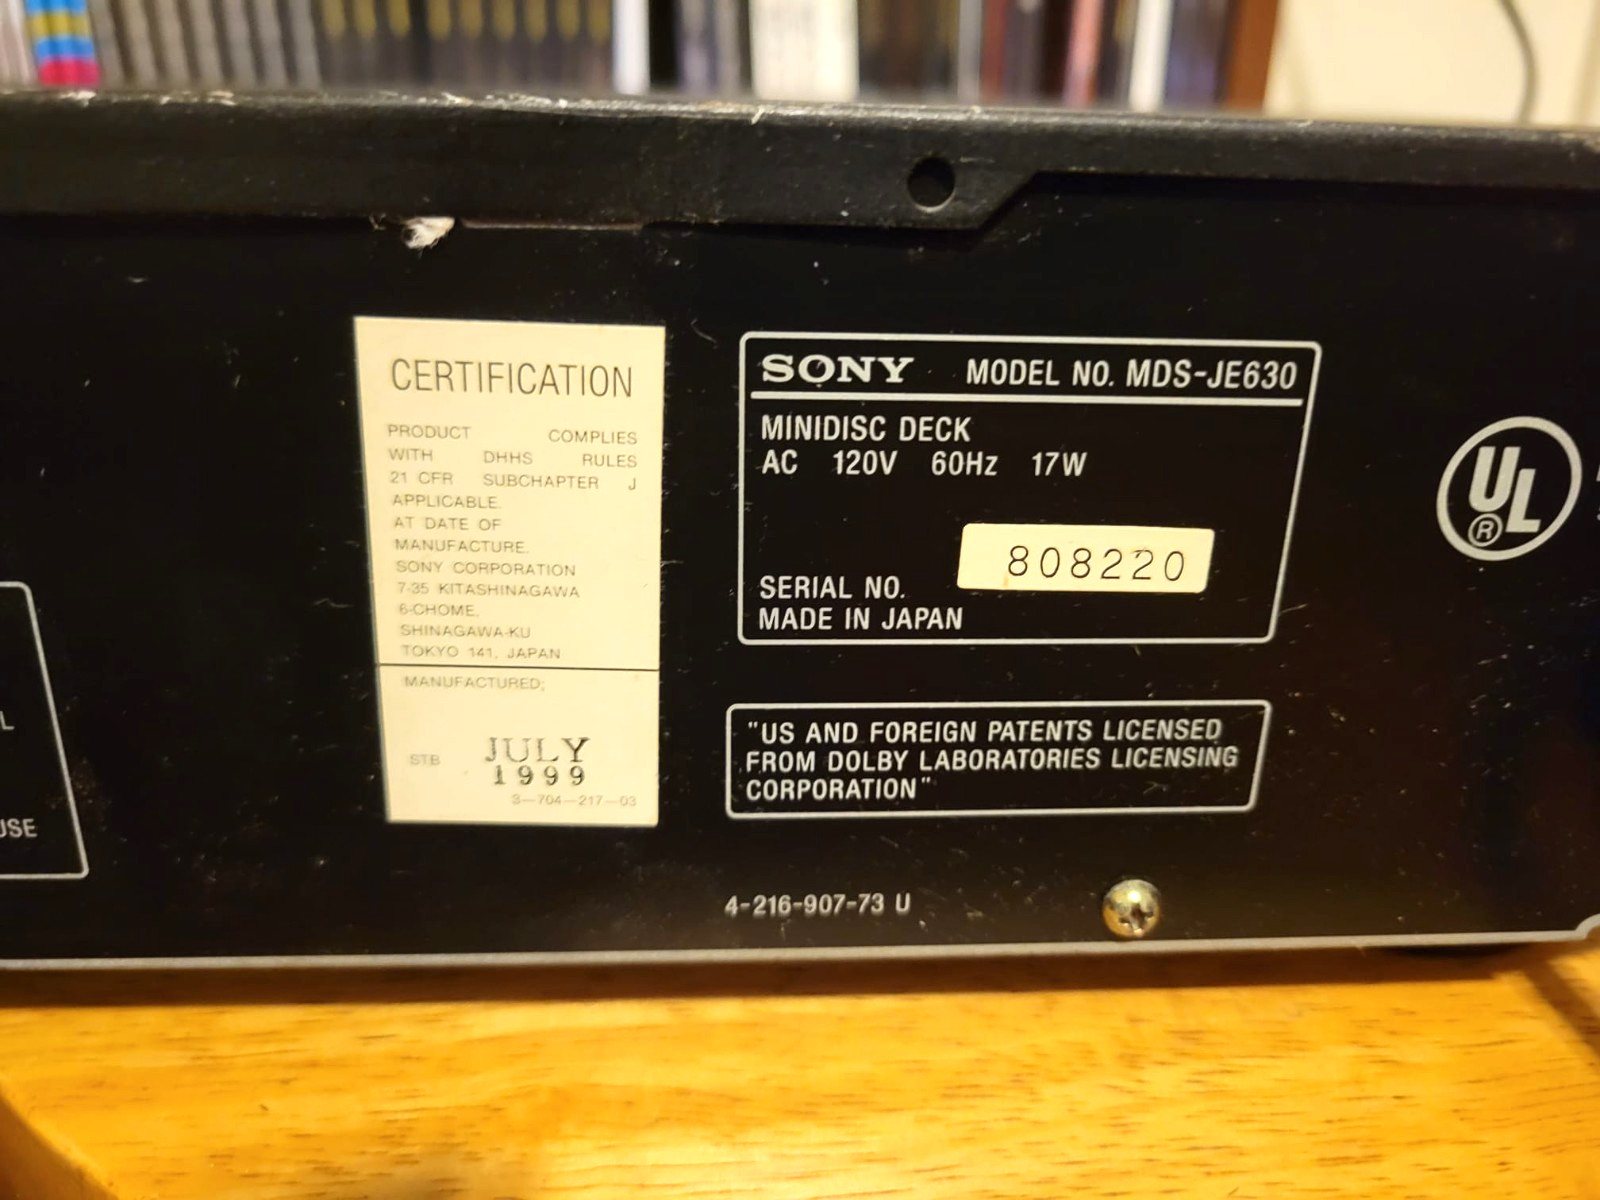 CERTIFICATION
PRODUCT COMPLIES
WITH DHHS RULES
21 CFR SUBCHAPTER J
APPLICABLE.
AT DATE OF
MANUFACTURE.
SONY CORPORATION
7-35 KITASHINAGAWA
6-CHOME,
SHINAGAWA-KU
TOKYO 141, JAPAN
MANUFACTURED;
STB JULY
1999
3-704-217-03
SONY MODEL NO. MDS-JE630
MINIDISC DECK
AC 120V 60Hz 17W
808220
SERIAL NO.
MADE IN JAPAN
"US AND FOREIGN PATENTS LICENSED
FROM DOLBY LABORATORIES LICENSING
CORPORATION"
4-216-907-73 U
UL
®